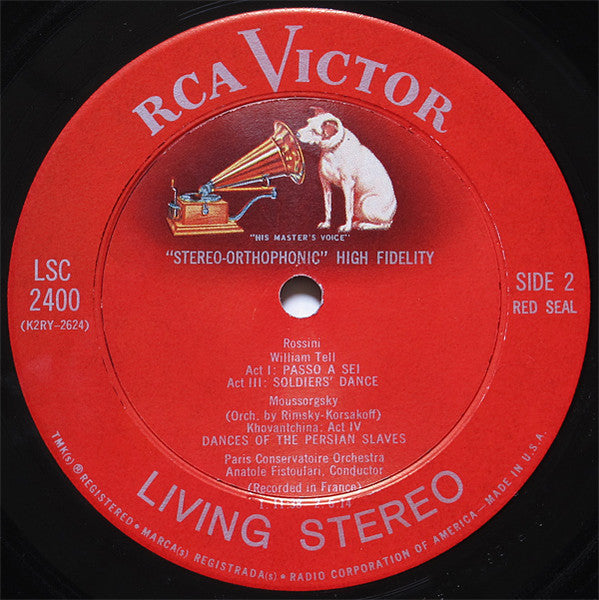 RCA VICTOR
"HIS MASTER'S VOICE"
"STEREO-ORTHOPHONIC" HIGH FIDELITY
LSC
2400
(K2RY-2624)
SIDE 2
RED SEAL
Rossini
William Tell
Act I: PASSO A SEI
Act III: SOLDIERS' DANCE
Moussorgsky
(Orch. by Rimsky-Korsakoff)
Khovantchina: Act IV
DANCES OF THE PERSIAN SLAVES
Paris Conservatoire Orchestra
Anatole Fistoulari, Conductor
(Recorded in France)
LIVING STEREO
TMK(s) ® REGISTERED • MARCA(s) REGISTRADA(s) • RADIO CORPORATION OF AMERICA—MADE IN U.S.A.